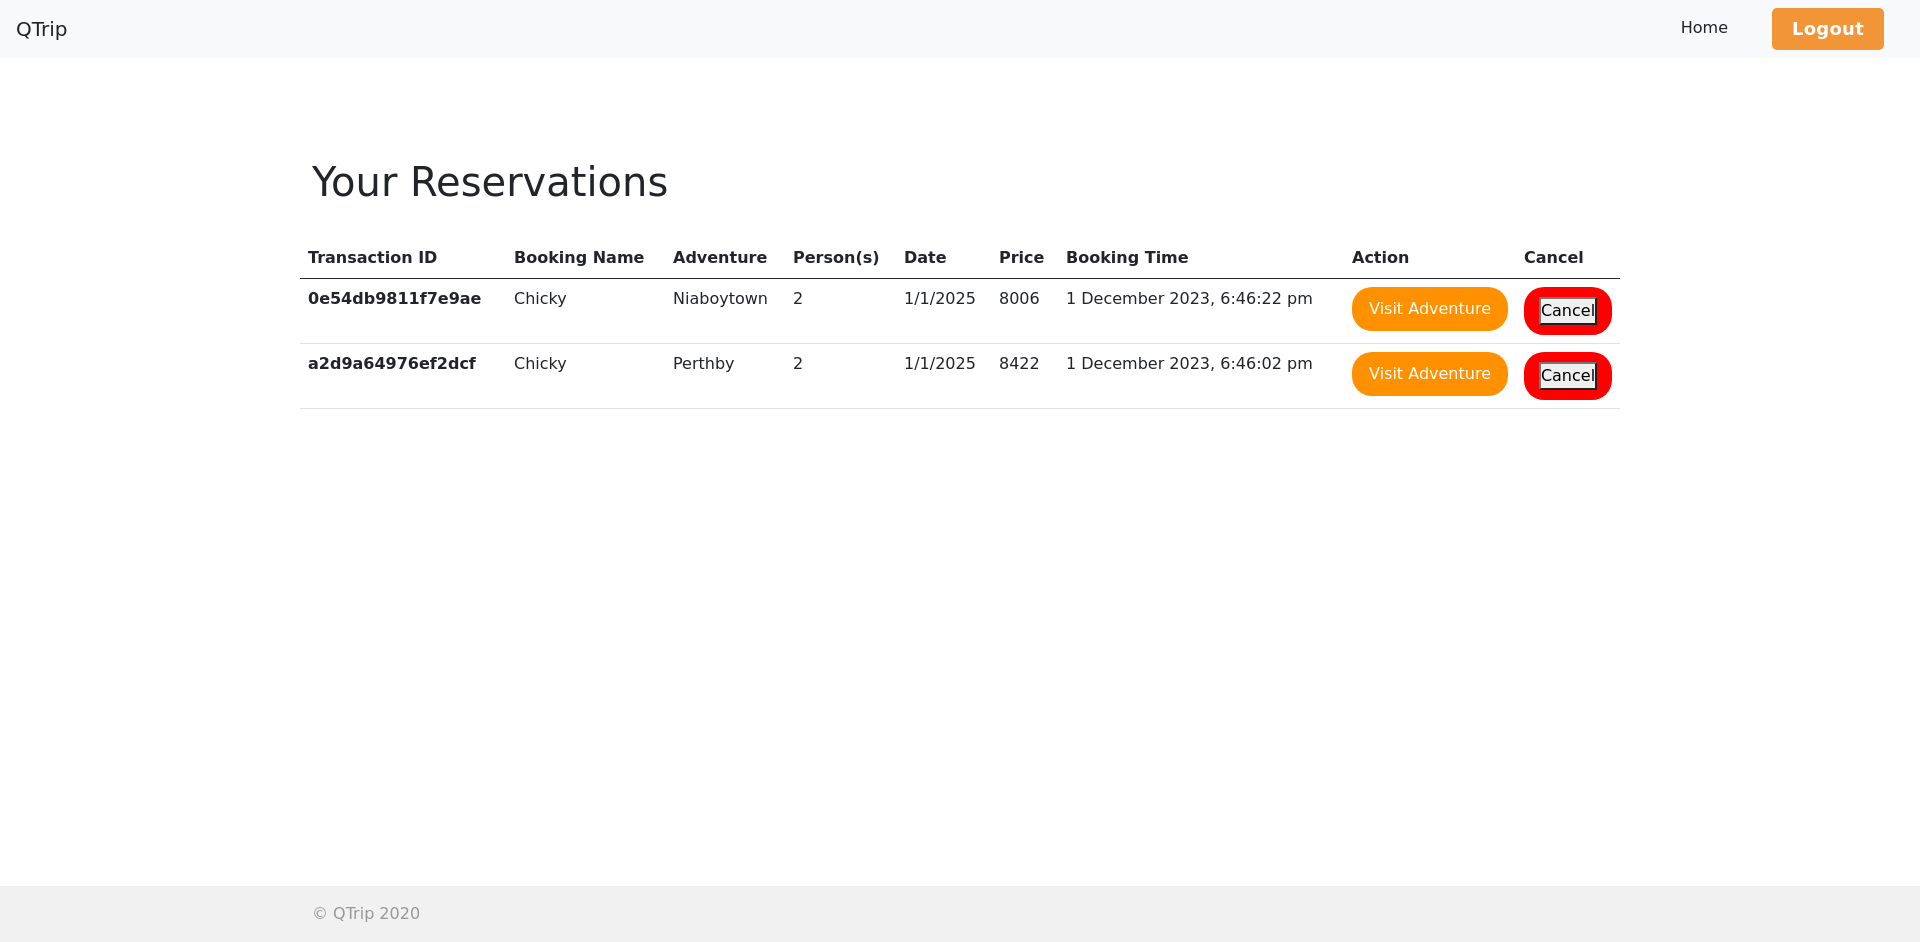 QTrip Home Logout
Your Reservations
Transaction ID Booking Name Adventure Person(s) Date Price Booking Time Action Cancel
0e54db9811f7e9ae Chicky Niaboytown 2 1/1/2025 8006 1 December 2023, 6:46:22 pm Visit Adventure Cancel
a2d9a64976ef2dcf Chicky Perthby 2 1/1/2025 8422 1 December 2023, 6:46:02 pm Visit Adventure Cancel
© QTrip 2020